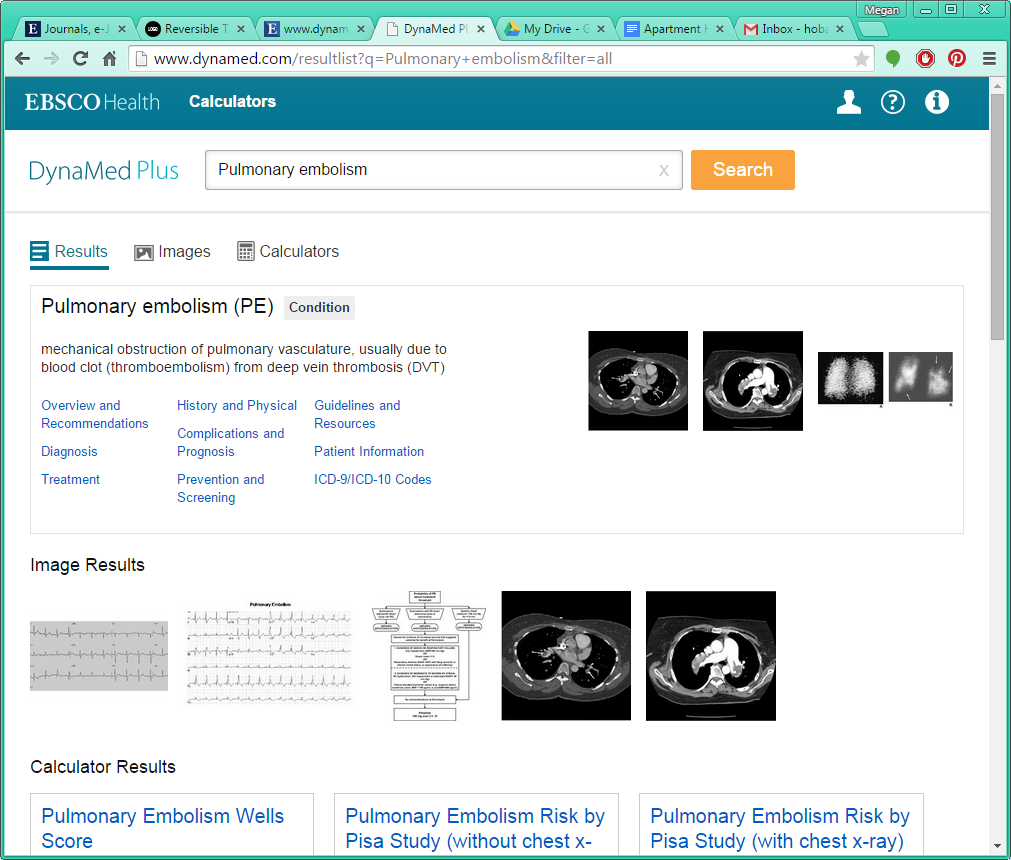 Megan
Journals, e-J
Reversible T
www.dynam
DynaMed Pl
My Drive - G
Apartment H
Inbox - hoba
www.dynamed.com/resultlist?q=Pulmonary+embolism&filter=all
EBSCO Health
Calculators
DynaMed Plus
Pulmonary embolism
x
Search
Results
Images
Calculators
Pulmonary embolism (PE)
Condition
mechanical obstruction of pulmonary vasculature, usually due to
blood clot (thromboembolism) from deep vein thrombosis (DVT)
Overview and
Recommendations
Diagnosis
Treatment
History and Physical
Complications and
Prognosis
Prevention and
Screening
Guidelines and
Resources
Patient Information
ICD-9/ICD-10 Codes
Image Results
Pulmonary Embolism
Calculator Results
Pulmonary Embolism Wells
Score
Pulmonary Embolism Risk by
Pisa Study (without chest x-
Pulmonary Embolism Risk by
Pisa Study (with chest x-ray)